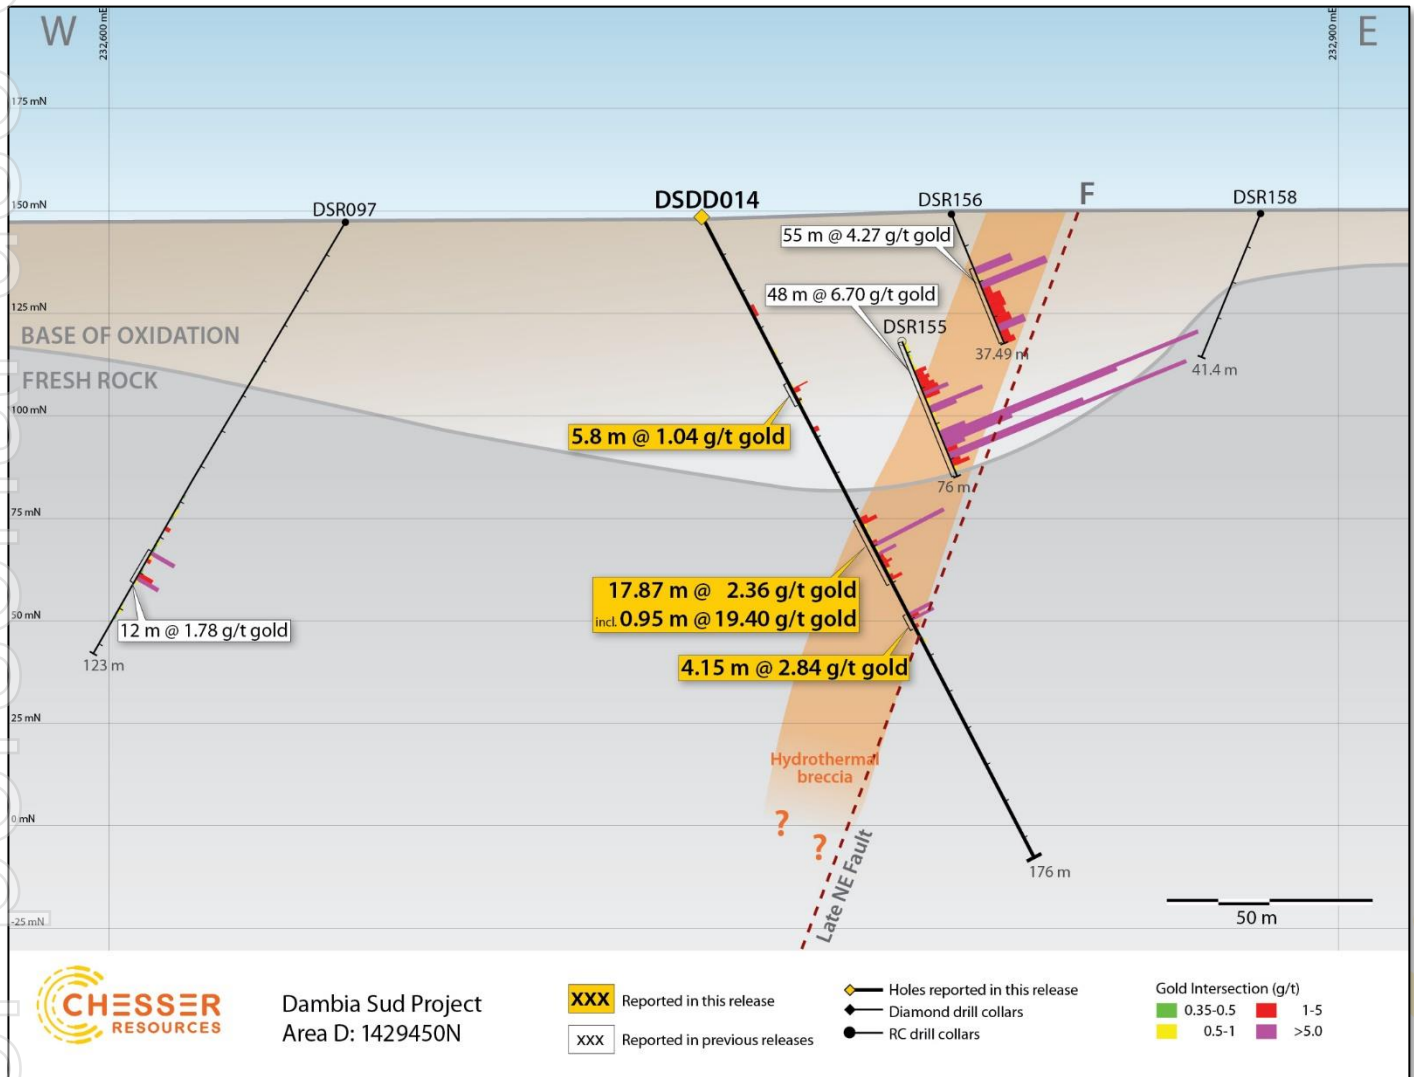 W
232,600 mE
232,900 mE
E
175 mN
150 mN
125 mN
100 mN
75 mN
50 mN
25 mN
0 mN
-25 mN
DSR097
DSDD014
DSR156
F
DSR158
55 m @ 4.27 g/t gold
48 m @ 6.70 g/t gold
DSR155
BASE OF OXIDATION
FRESH ROCK
37.49 m
41.4 m
5.8 m @ 1.04 g/t gold
76 m
17.87 m @ 2.36 g/t gold
incl. 0.95 m @ 19.40 g/t gold
12 m @ 1.78 g/t gold
123 m
4.15 m @ 2.84 g/t gold
Hydrothermal
breccia
? ?
Late NE Fault
176 m
50 m
CHESSER
RESOURCES
Dambia Sud Project
Area D: 1429450N
XXX Reported in this release
XXX Reported in previous releases
Holes reported in this release
Diamond drill collars
RC drill collars
Gold Intersection (g/t)
0.35-0.5 1-5
0.5-1 >5.0